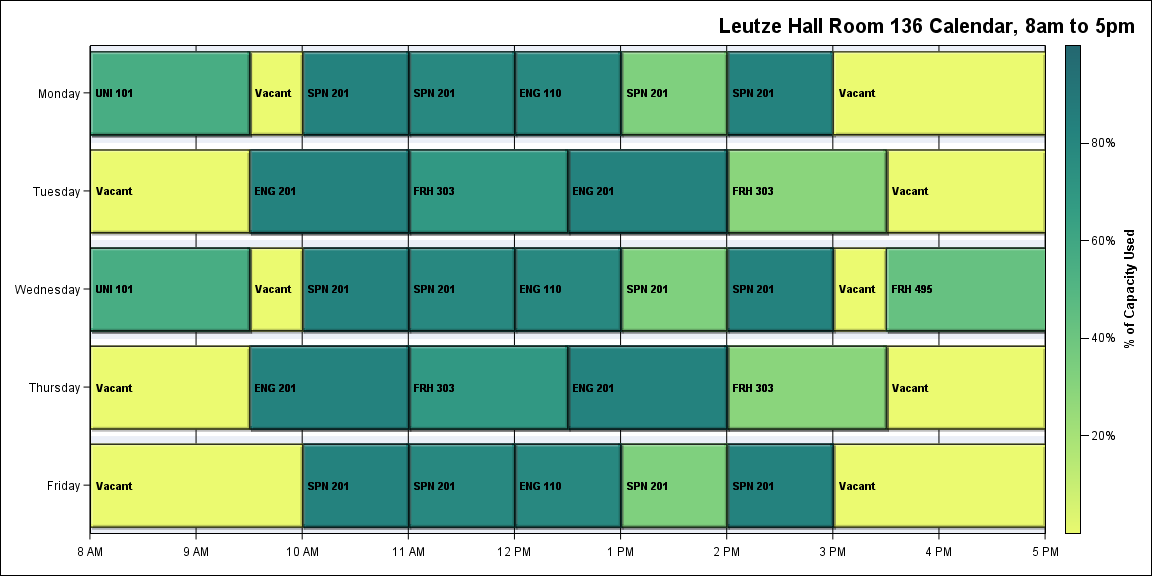 Leutze Hall Room 136 Calendar, 8am to 5pm
Monday
UNI 101
Vacant
SPN 201
SPN 201
ENG 110
SPN 201
SPN 201
Vacant
Tuesday
Vacant
ENG 201
FRH 303
ENG 201
FRH 303
Vacant
Wednesday
UNI 101
Vacant
SPN 201
SPN 201
ENG 110
SPN 201
SPN 201
Vacant
FRH 495
Thursday
Vacant
ENG 201
FRH 303
ENG 201
FRH 303
Vacant
Friday
Vacant
SPN 201
SPN 201
ENG 110
SPN 201
SPN 201
Vacant
8 AM
9 AM
10 AM
11 AM
12 PM
1 PM
2 PM
3 PM
4 PM
5 PM
80%
60%
40%
20%
% of Capacity Used